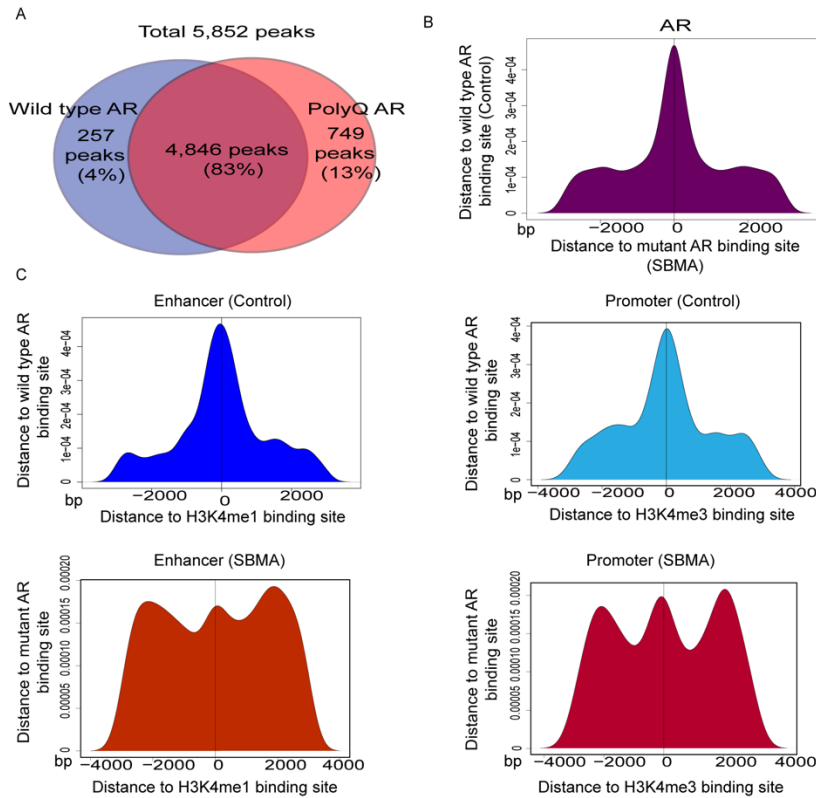 A
Total 5,852 peaks
Wild type AR
257
peaks
(4%)
4,846 peaks
(83%)
PolyQ AR
749
peaks
(13%)
B
AR
Distance to wild type AR
binding site (Control)
0
1e-04
2e-04
3e-04
4e-04
bp
−2000
0
2000
Distance to mutant AR binding site
(SBMA)
C
Enhancer (Control)
Distance to wild type AR
binding site
0
1e-04
2e-04
3e-04
4e-04
bp
−2000
0
2000
Distance to H3K4me1 binding site
Promoter (Control)
Distance to wild type AR
binding site
0
1e-04
2e-04
3e-04
4e-04
bp
−4000
−2000
0
2000
4000
Distance to H3K4me3 binding site
Enhancer (SBMA)
Distance to mutant AR
binding site
0
0.00005
0.00010
0.00015
0.00020
bp
−4000
−2000
0
2000
4000
Distance to H3K4me1 binding site
Promoter (SBMA)
Distance to mutant AR
binding site
0
0.00005
0.00010
0.00015
0.00020
bp
−4000
−2000
0
2000
4000
Distance to H3K4me3 binding site